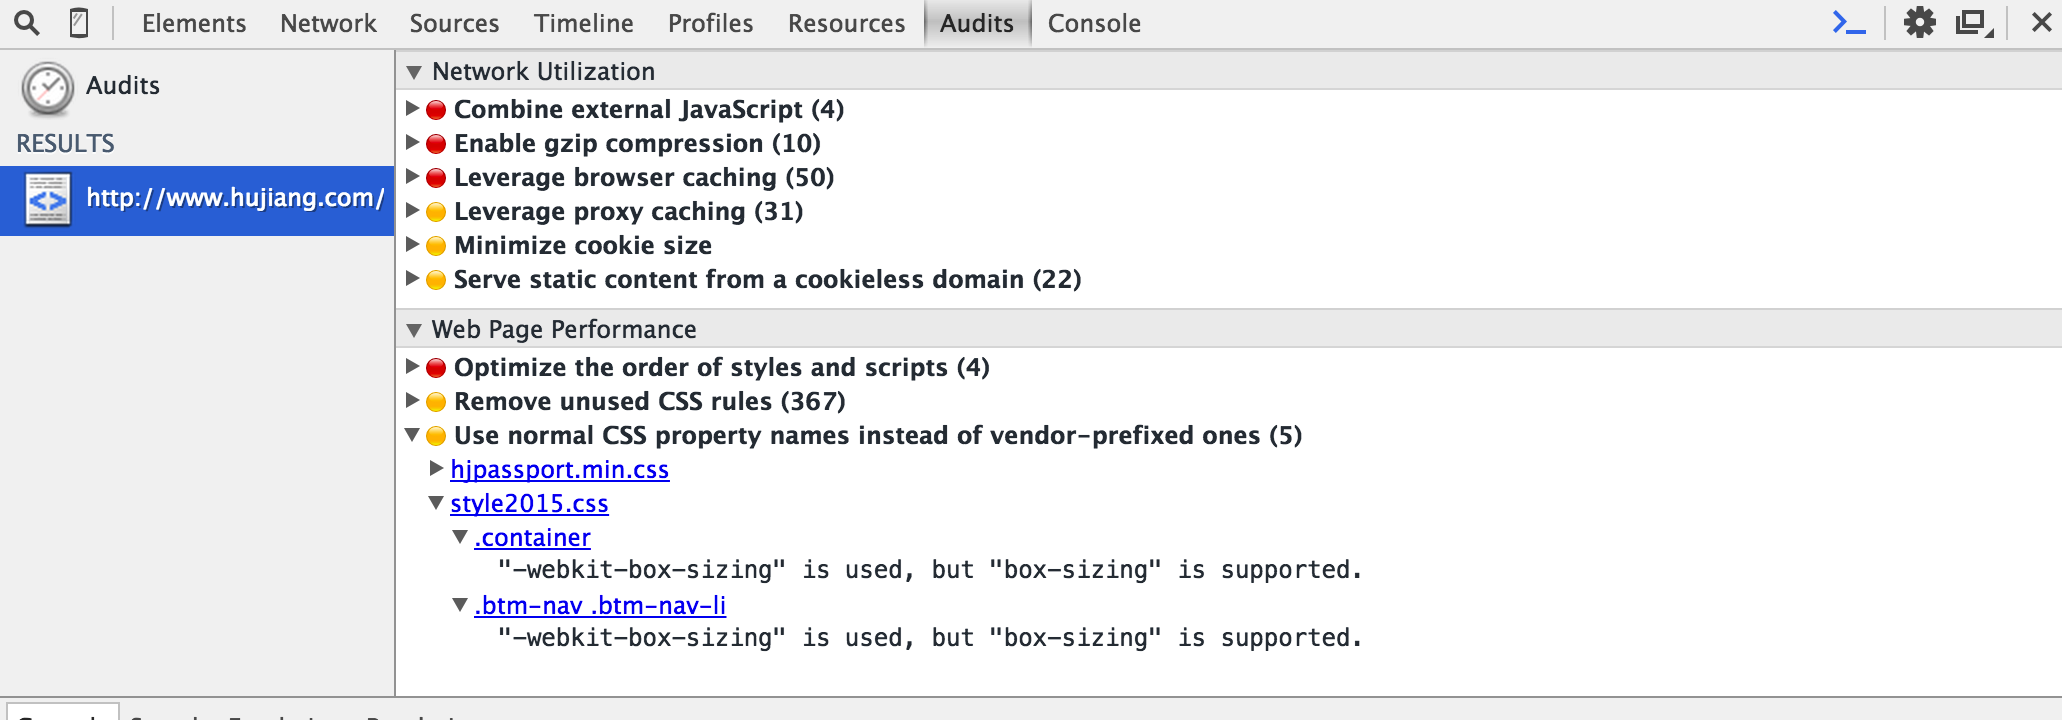 Elements Network Sources Timeline Profiles Resources Audits Console
Audits
RESULTS
http://www.hujiang.com/
Network Utilization
Combine external JavaScript (4)
Enable gzip compression (10)
Leverage browser caching (50)
Leverage proxy caching (31)
Minimize cookie size
Serve static content from a cookieless domain (22)
Web Page Performance
Optimize the order of styles and scripts (4)
Remove unused CSS rules (367)
Use normal CSS property names instead of vendor-prefixed ones (5)
hjpassport.min.css
style2015.css
.container
"-webkit-box-sizing" is used, but "box-sizing" is supported.
.btm-nav .btm-nav-li
"-webkit-box-sizing" is used, but "box-sizing" is supported.